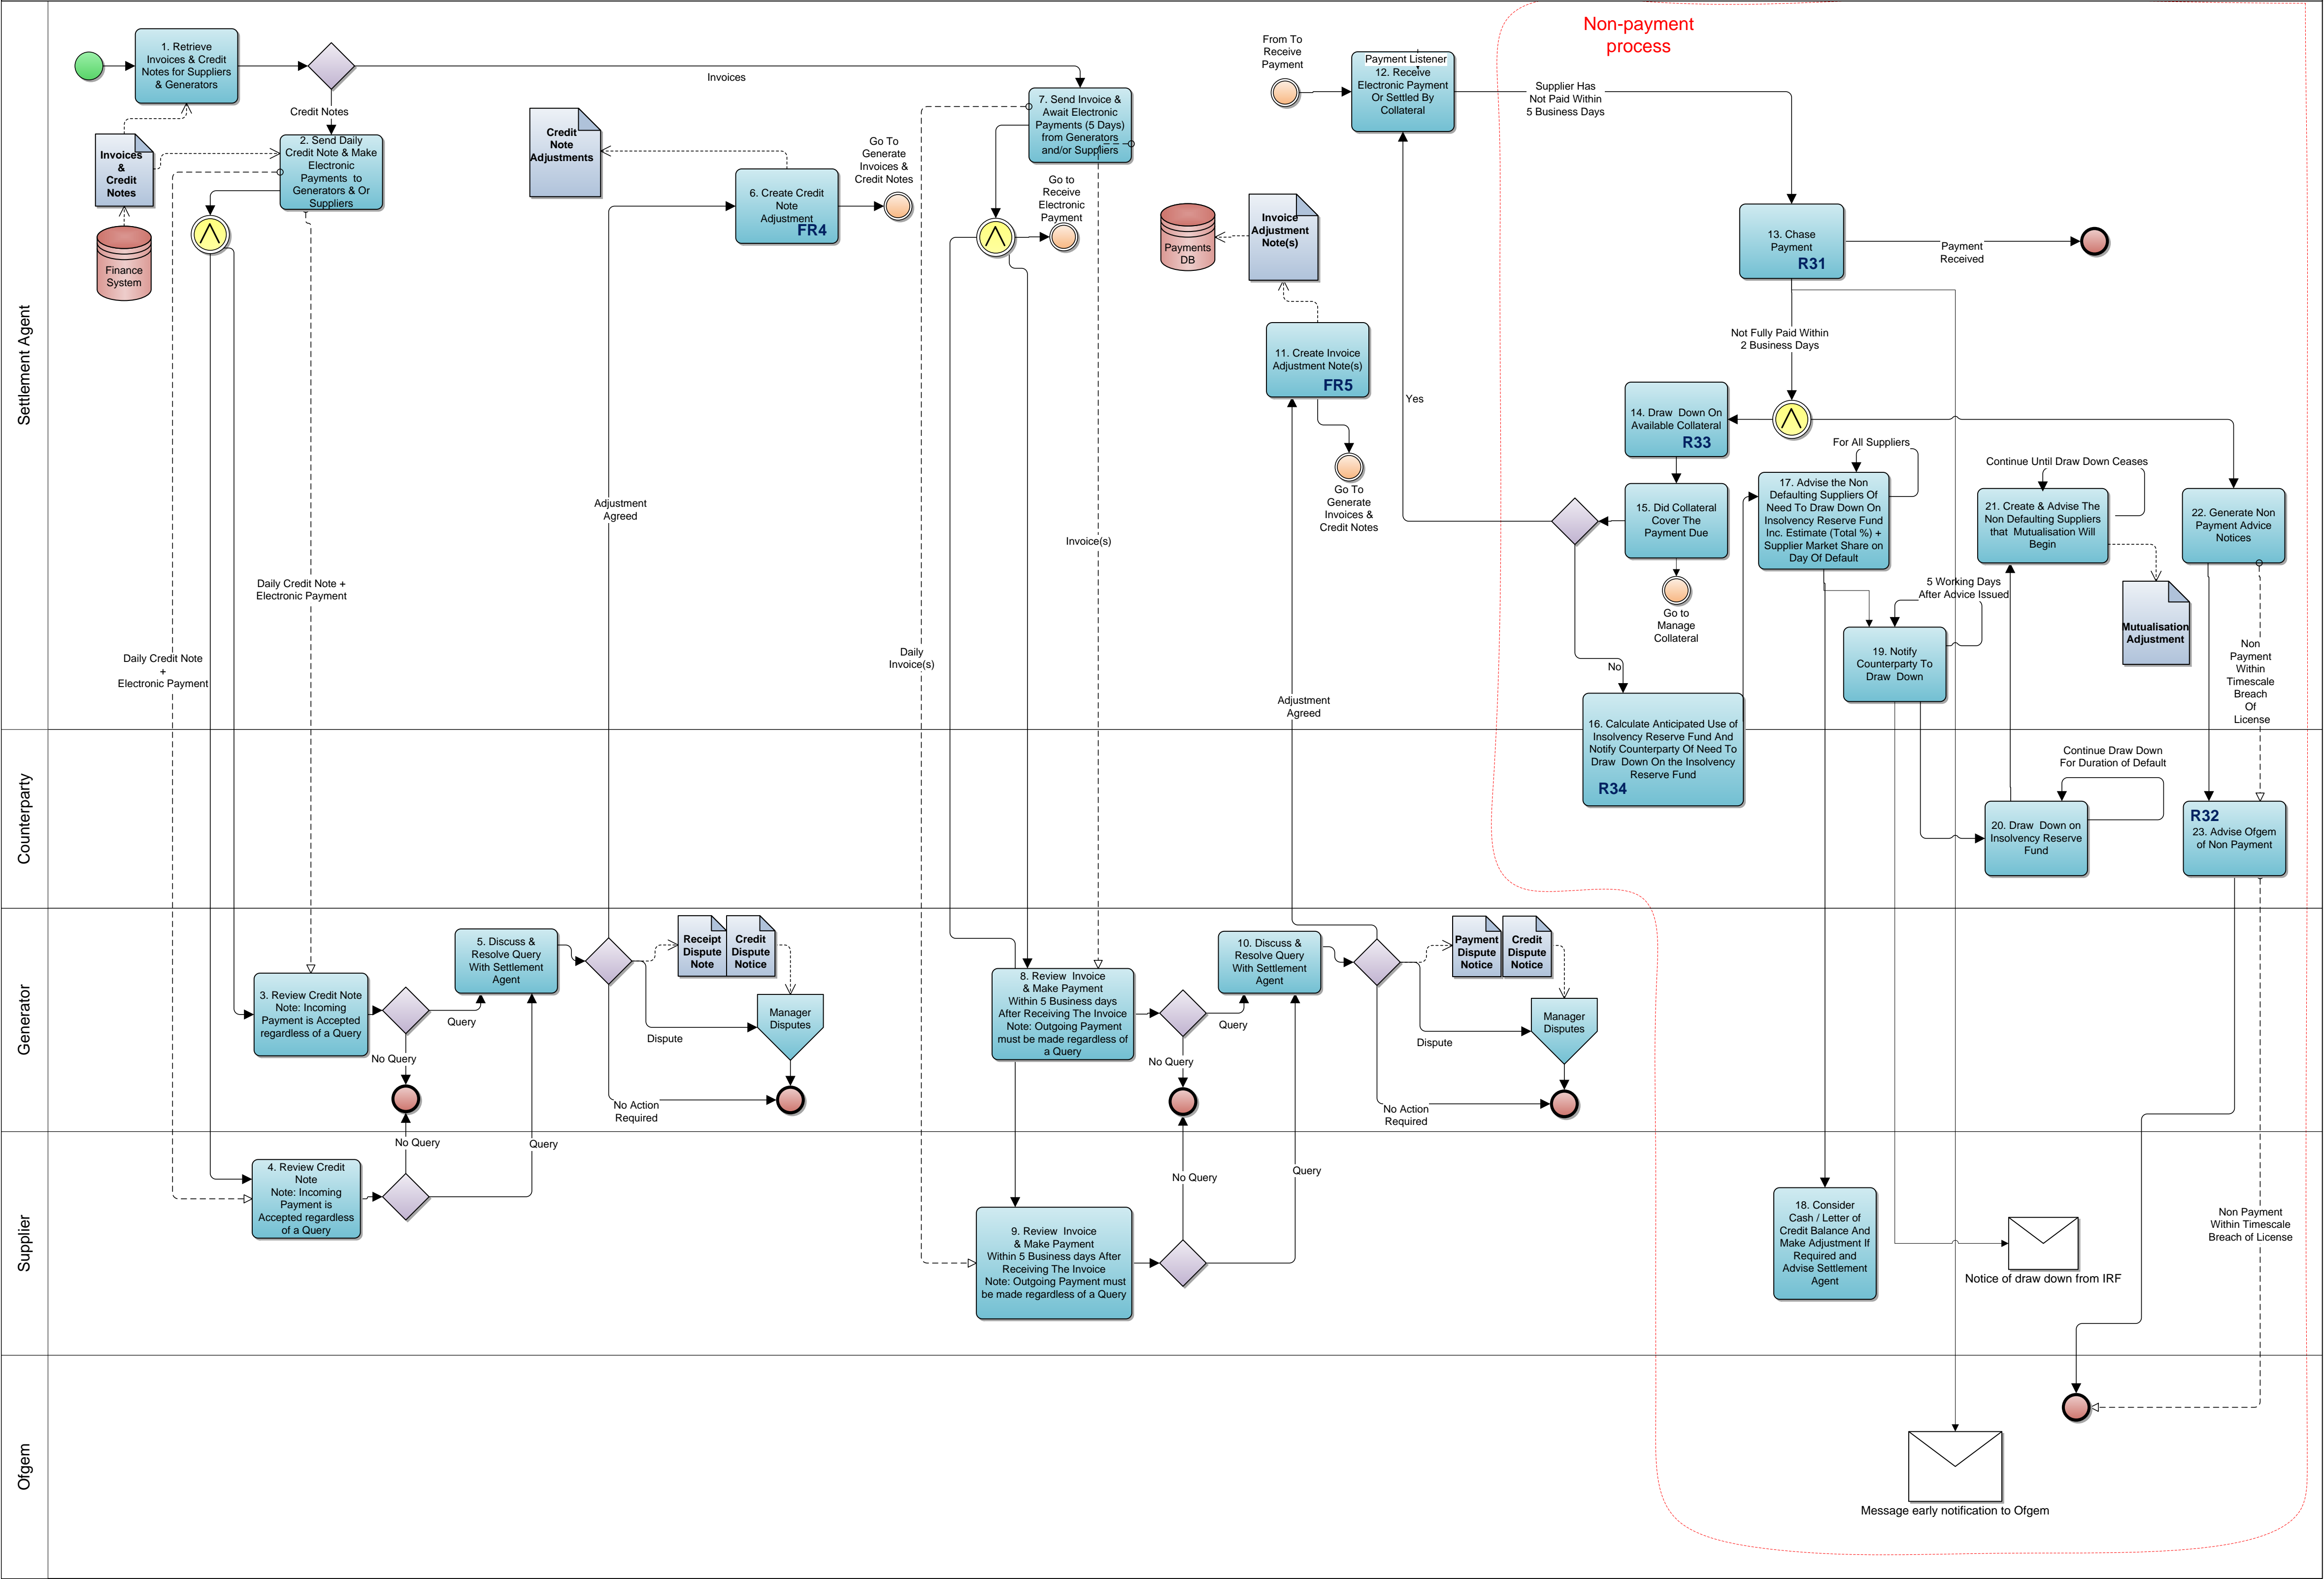 Settlement Agent
Counterparty
Generator
Supplier
Ofgem
1. Retrieve
Invoices & Credit
Notes for Suppliers
& Generators
Invoices
Credit Notes
Invoices
&
Credit
Notes
Finance
System
2. Send Daily
Credit Note & Make
Electronic
Payments to
Generators & Or
Suppliers
Daily Credit Note +
Electronic Payment
Daily Credit Note
+
Electronic Payment
Credit
Note
Adjustments
6. Create Credit
Note
Adjustment
FR4
Go To
Generate
Invoices &
Credit Notes
Adjustment
Agreed
7. Send Invoice &
Await Electronic
Payments (5 Days)
from Generators
and/or Suppliers
Go to
Receive
Electronic
Payment
Invoice(s)
Daily
Invoice(s)
Payments
DB
Invoice
Adjustment
Note(s)
11. Create Invoice
Adjustment Note(s)
FR5
Go To
Generate
Invoices &
Credit Notes
Adjustment
Agreed
From To
Receive
Payment
Payment Listener
12. Receive
Electronic Payment
Or Settled By
Collateral
Yes
Non-payment
process
Supplier Has
Not Paid Within
5 Business Days
13. Chase
Payment
R31
Payment
Received
Not Fully Paid Within
2 Business Days
14. Draw Down On
Available Collateral
R33
15. Did Collateral
Cover The
Payment Due
Go to
Manage
Collateral
No
16. Calculate Anticipated Use of
Insolvency Reserve Fund And
Notify Counterparty Of Need To
Draw Down On the Insolvency
Reserve Fund
R34
For All Suppliers
17. Advise the Non
Defaulting Suppliers Of
Need To Draw Down On
Insolvency Reserve Fund
Inc. Estimate (Total %) +
Supplier Market Share on
Day Of Default
5 Working Days
After Advice Issued
19. Notify
Counterparty To
Draw Down
Continue Until Draw Down Ceases
21. Create & Advise The
Non Defaulting Suppliers
that Mutualisation Will
Begin
Mutualisation
Adjustment
22. Generate Non
Payment Advice
Notices
Non
Payment
Within
Timescale
Breach
Of
License
Continue Draw Down
For Duration of Default
20. Draw Down on
Insolvency Reserve
Fund
R32
23. Advise Ofgem
of Non Payment
3. Review Credit Note
Note: Incoming
Payment is Accepted
regardless of a Query
Query
No Query
5. Discuss &
Resolve Query
With Settlement
Agent
Receipt
Dispute
Note
Credit
Dispute
Notice
Manager
Disputes
Dispute
No Action
Required
8. Review Invoice
& Make Payment
Within 5 Business days
After Receiving The Invoice
Note: Outgoing Payment
must be made regardless of
a Query
Query
No Query
10. Discuss &
Resolve Query
With Settlement
Agent
Payment
Dispute
Notice
Credit
Dispute
Notice
Manager
Disputes
Dispute
No Action
Required
4. Review Credit
Note
Note: Incoming
Payment is
Accepted regardless
of a Query
No Query
Query
9. Review Invoice
& Make Payment
Within 5 Business days After
Receiving The Invoice
Note: Outgoing Payment must
be made regardless of a Query
No Query
Query
18. Consider
Cash / Letter of
Credit Balance And
Make Adjustment If
Required and
Advise Settlement
Agent
Notice of draw down from IRF
Non Payment
Within Timescale
Breach of License
Message early notification to Ofgem